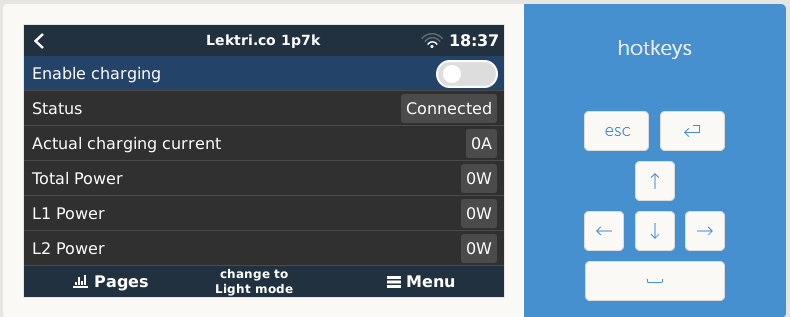 Lektri.co 1p7k 18:37
Enable charging
Status Connected
Actual charging current 0A
Total Power 0W
L1 Power 0W
L2 Power 0W
Pages change to Light mode Menu
hotkeys
esc